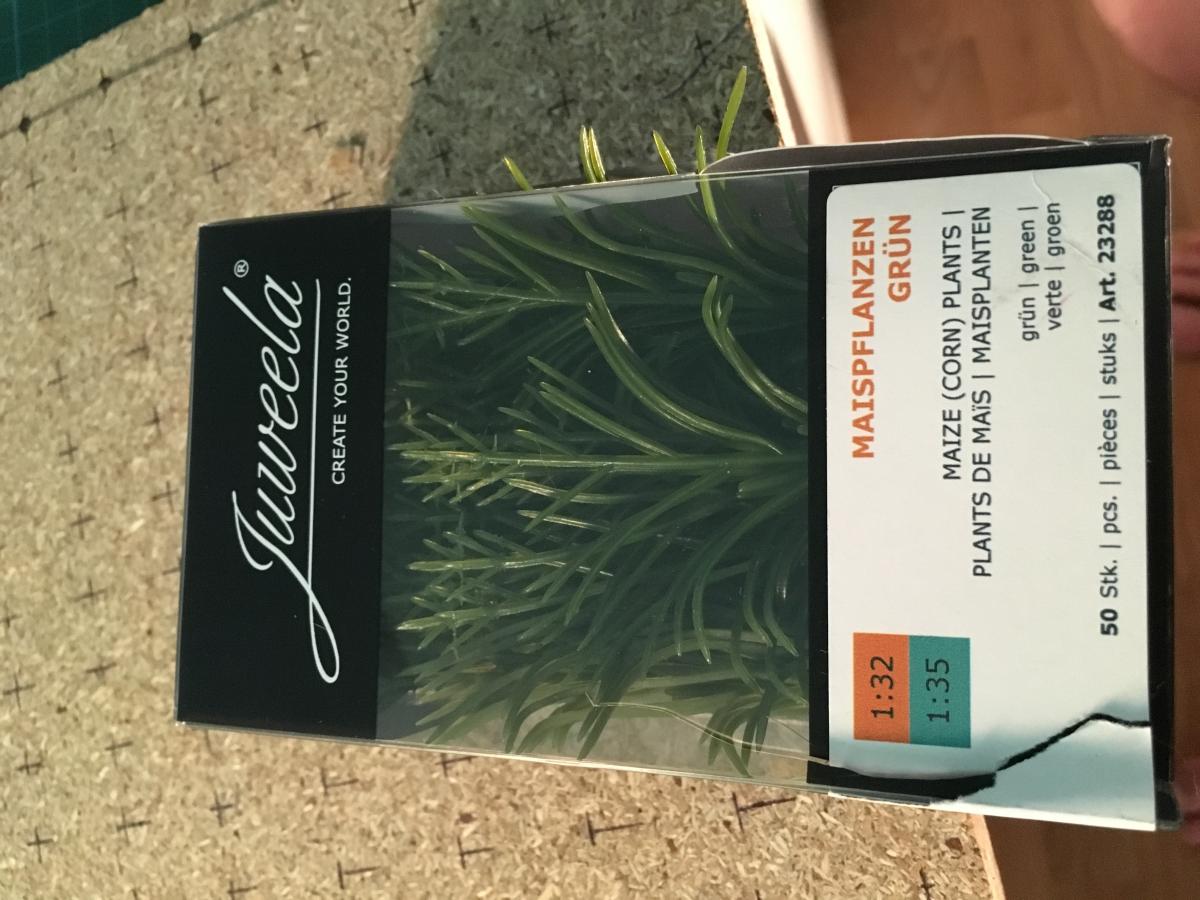 Juweela®
CREATE YOUR WORLD.
MAISPFLANZEN
GRÜN
MAIZE (CORN) PLANTS |
PLANTS DE MAÏS | MAISPLANTEN
grün | green |
verte | groen
1:32
1:35
50 Stk. | pcs. | pièces | stuks | Art. 23288